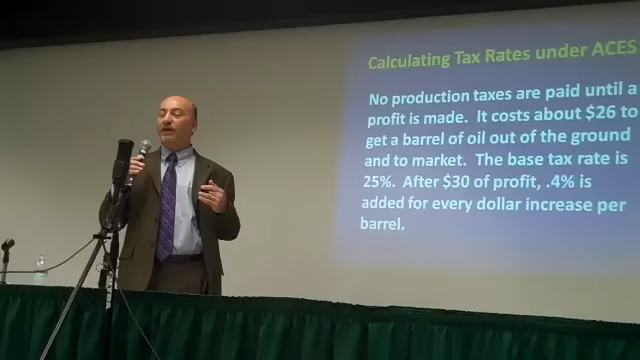 Calculating Tax Rates under ACES
No production taxes are paid until a
profit is made.  It costs about $26 to
get a barrel of oil out of the ground
and to market.  The base tax rate is
25%.  After $30 of profit, .4% is
added for every dollar increase per
barrel.